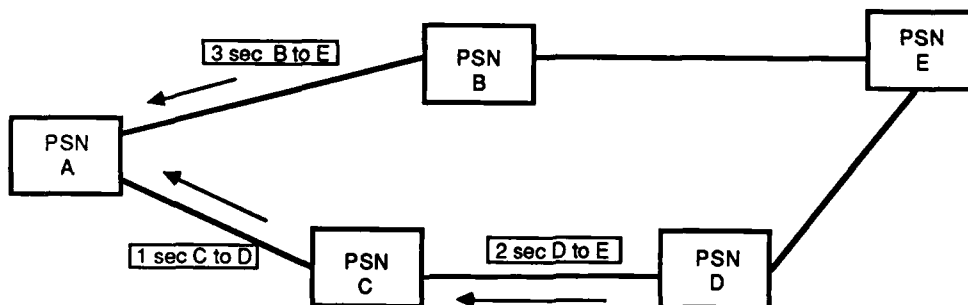 PSN
E
3 sec B to E
PSN
B
PSN
A
1 sec C to D
PSN
C
2 sec D to E
PSN
D